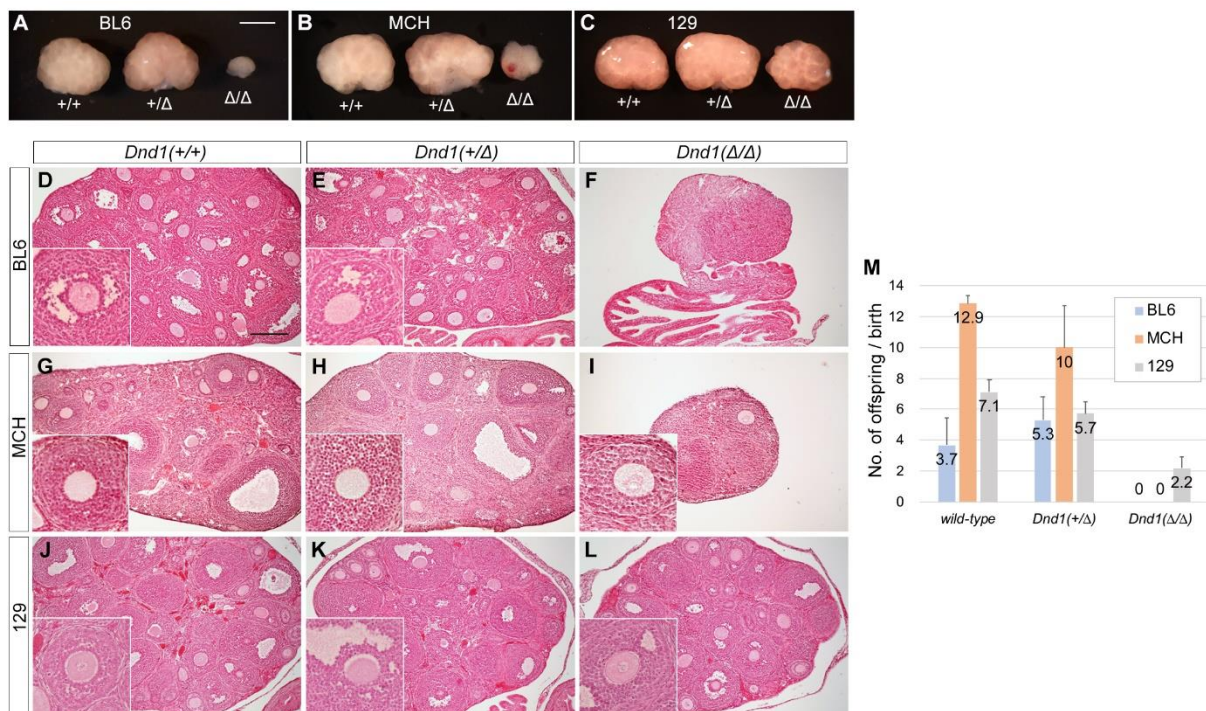 A BL6
+/+ +/Δ Δ/Δ
B MCH
+/+ +/Δ Δ/Δ
C 129
+/+ +/Δ Δ/Δ
Dnd1(+/+) Dnd1(+/Δ) Dnd1(Δ/Δ)
BL6
D E F
MCH
G H I
129
J K L
M
No. of offspring / birth
14
12
10
8
6
4
2
0
BL6
MCH
129
3.7 12.9 7.1
5.3 10 5.7
0 0 2.2
wild-type Dnd1(+/Δ) Dnd1(Δ/Δ)